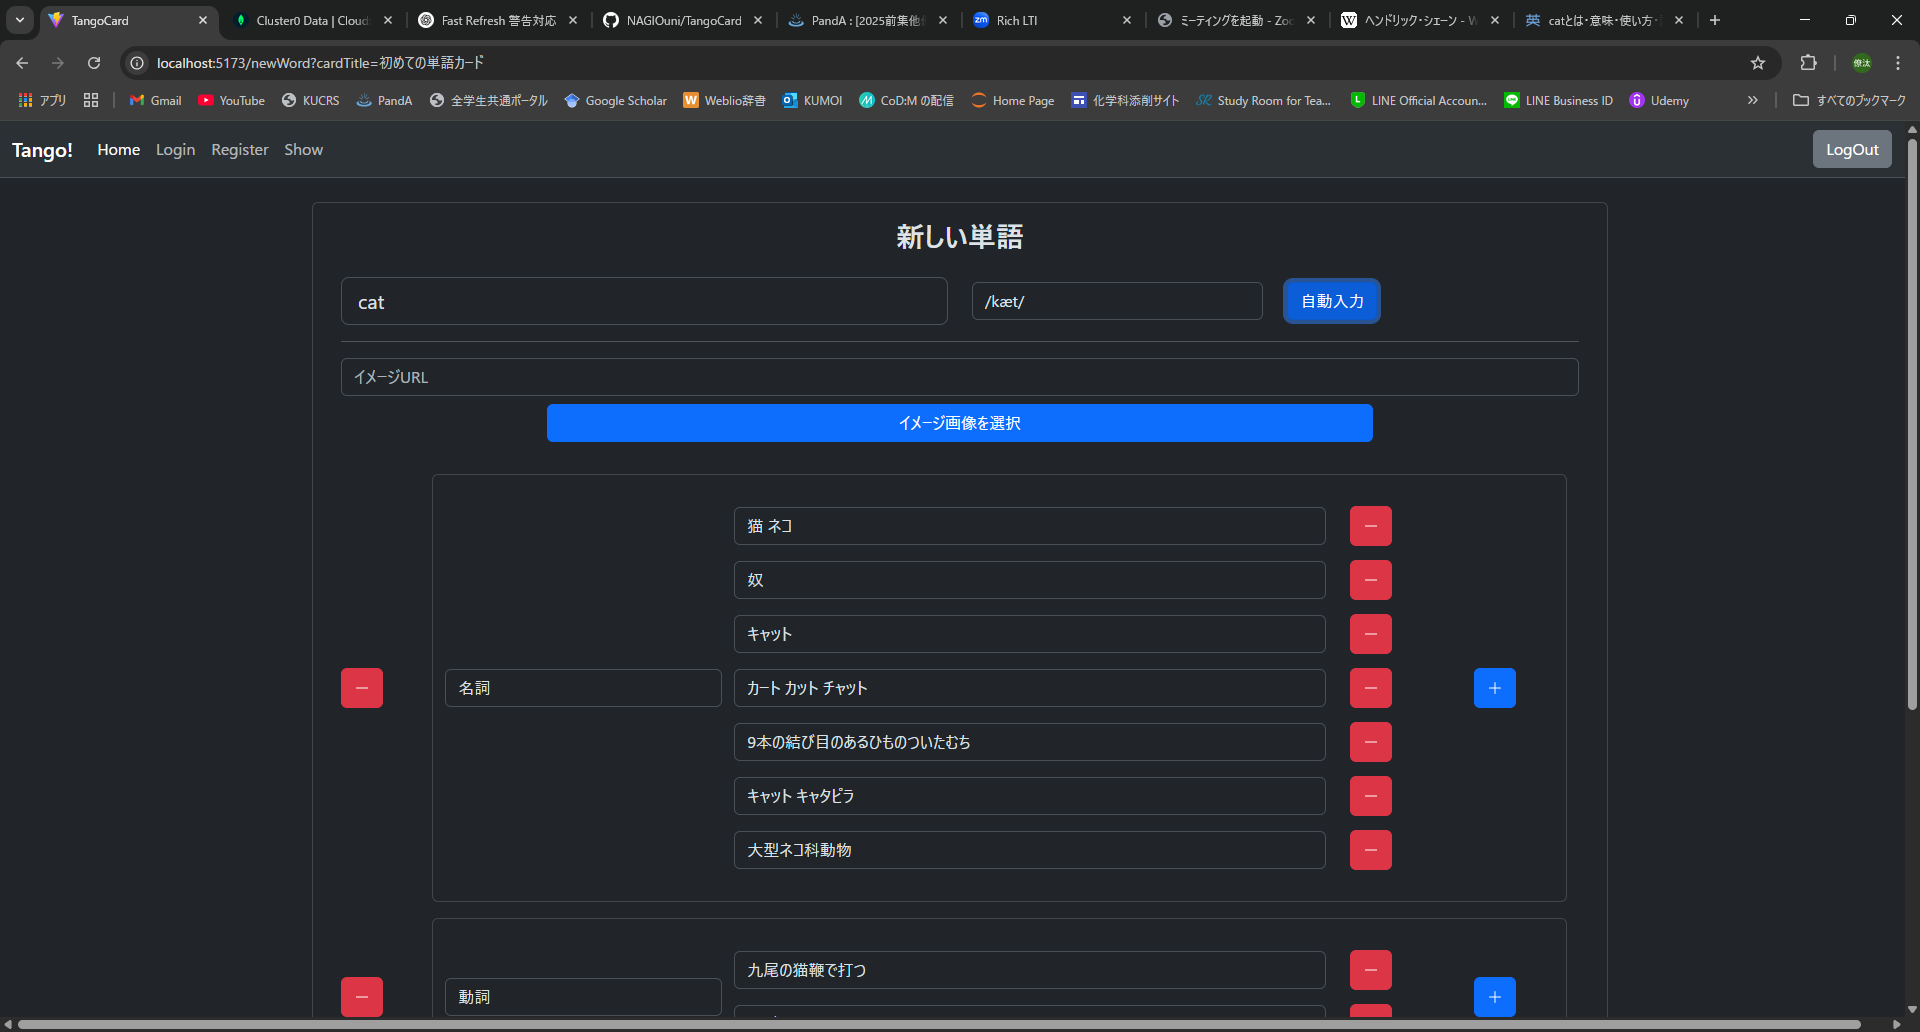 TangoCard
Cluster0 Data | Cloud
Fast Refresh 警告対応
NAGIOuni/TangoCard
PandA : [2025前集他
Rich LTI
ミーティングを起動 - Zoo
ヘンドリック・シェーン - W
catとは・意味・使い方・
localhost:5173/newWord?cardTitle=初めての単語カード
僚汰
アプリ
Gmail
YouTube
KUCRS
PandA
全学生共通ポータル
Google Scholar
Weblio辞書
KUMOI
CoD:M の配信
Home Page
化学科添削サイト
Study Room for Tea...
LINE Official Accoun...
LINE Business ID
Udemy
すべてのブックマーク
Tango!
Home
Login
Register
Show
LogOut
新しい単語
cat
/kæt/
自動入力
イメージURL
イメージ画像を選択
猫 ネコ
奴
キャット
名詞
カート カット チャット
9本の結び目のあるひものついたむち
キャット キャタピラ
大型ネコ科動物
九尾の猫鞭で打つ
動詞